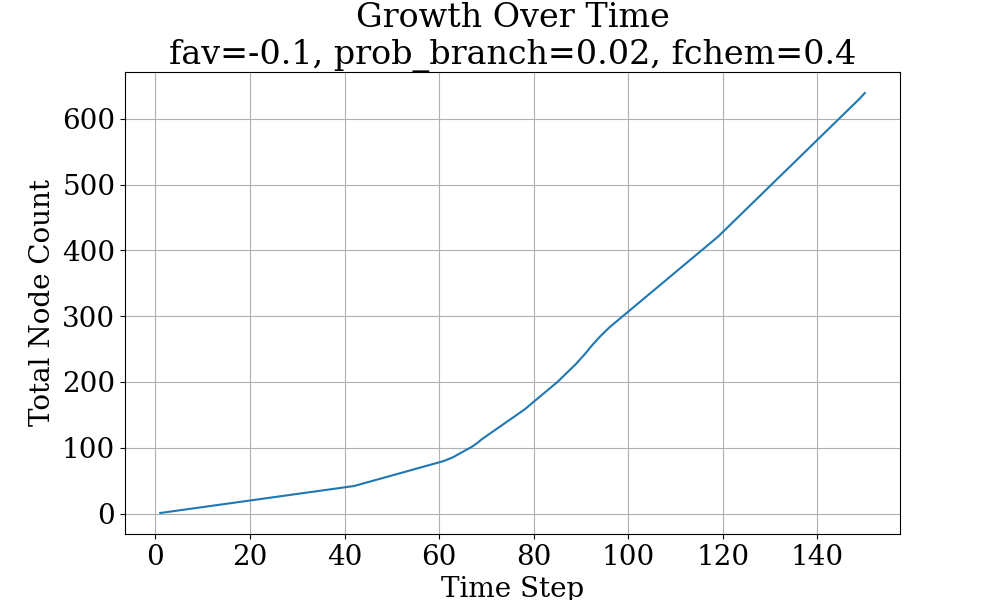 Growth Over Time
fav=-0.1, prob_branch=0.02, fchem=0.4
Total Node Count
600
500
400
300
200
100
0
0 20 40 60 80 100 120 140
Time Step